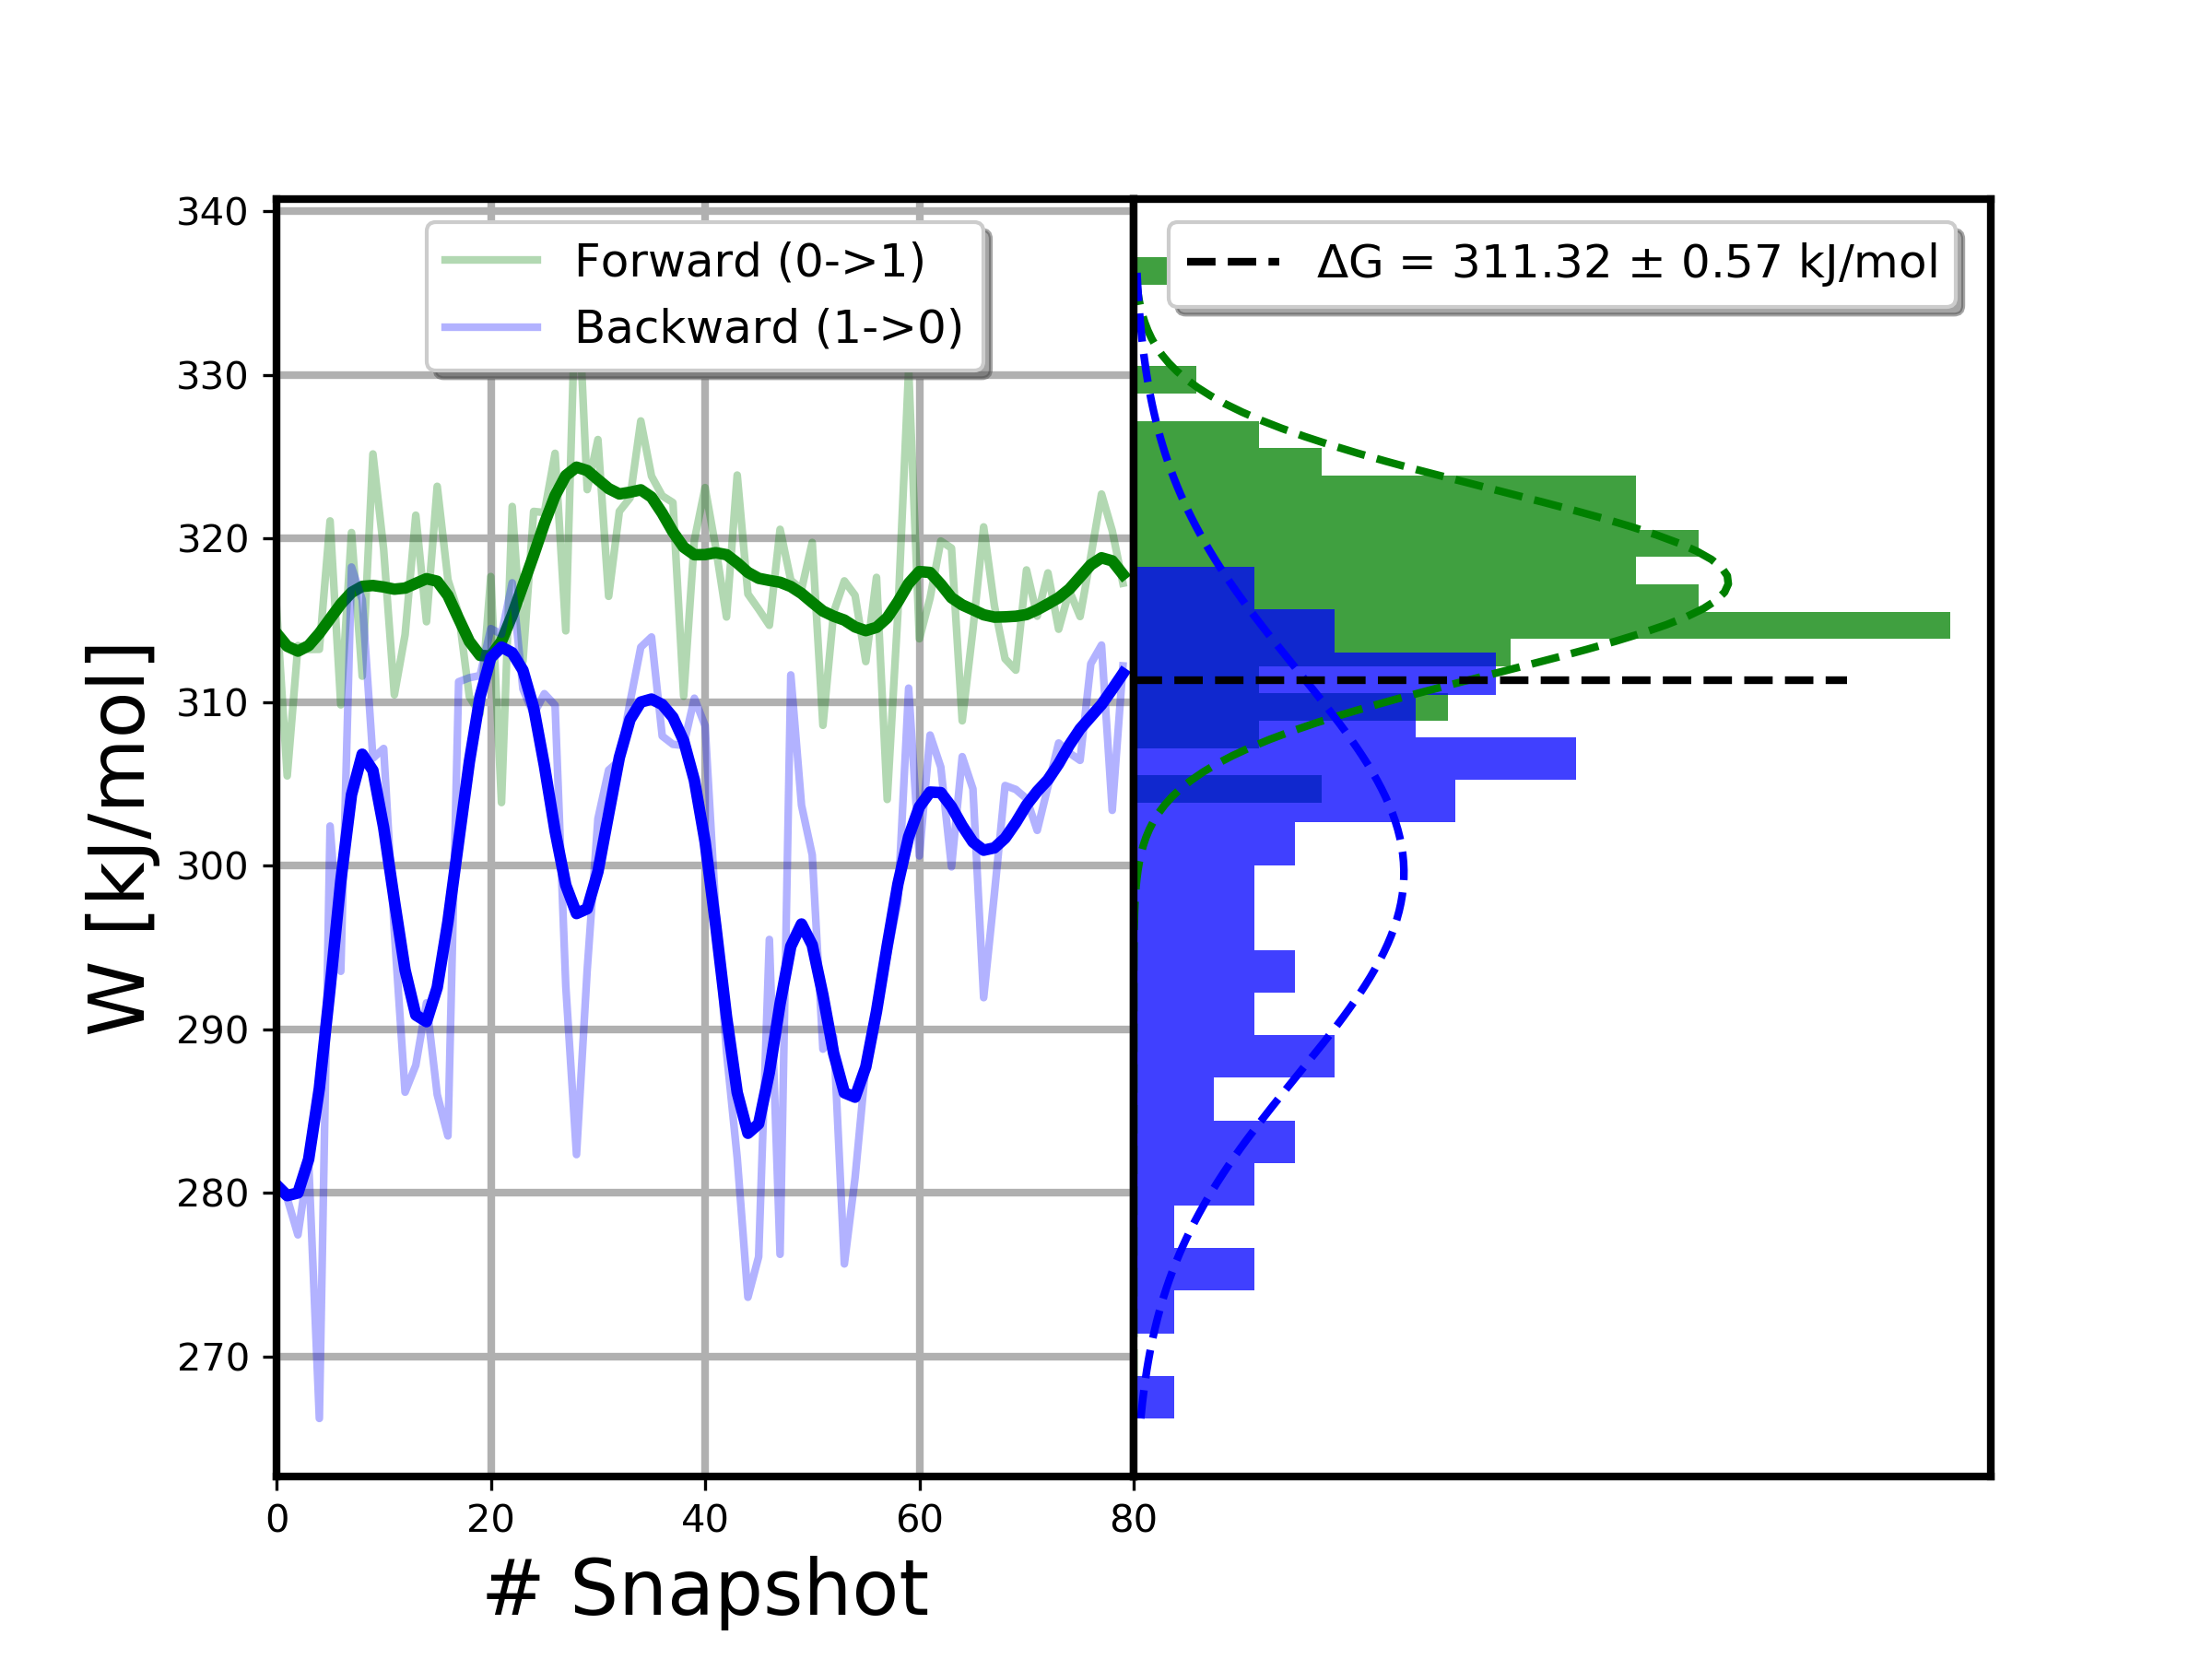 Forward (0->1)
Backward (1->0)
ΔG = 311.32 ± 0.57 kJ/mol
W [kJ/mol]
340
330
320
310
300
290
280
270
0 20 40 60 80
# Snapshot